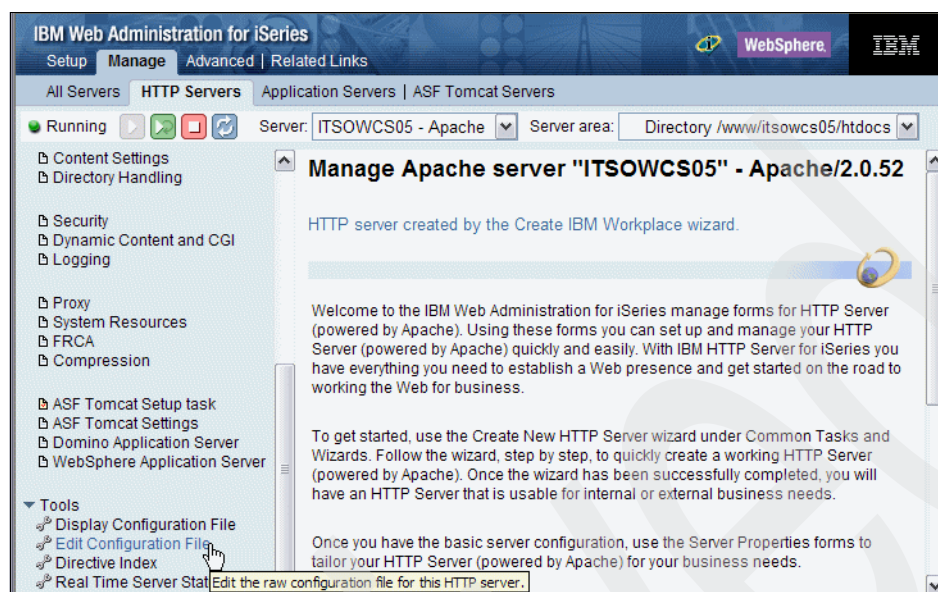 IBM Web Administration for iSeries
WebSphere.
IBM
Setup Manage Advanced | Related Links
All Servers HTTP Servers Application Servers | ASF Tomcat Servers
Running Server: ITSOWCS05 - Apache Server area: Directory /www/itsowcs05/htdocs
Content Settings
Directory Handling
Security
Dynamic Content and CGI
Logging
Proxy
System Resources
FRCA
Compression
ASF Tomcat Setup task
ASF Tomcat Settings
Domino Application Server
WebSphere Application Server
Tools
Display Configuration File
Edit Configuration File
Directive Index
Real Time Server
Edit the raw configuration file for this HTTP server.
Manage Apache server "ITSOWCS05" - Apache/2.0.52
HTTP server created by the Create IBM Workplace wizard.
Welcome to the IBM Web Administration for iSeries manage forms for HTTP Server
(powered by Apache). Using these forms you can set up and manage your HTTP
Server (powered by Apache) quickly and easily. With IBM HTTP Server for iSeries you
have everything you need to establish a Web presence and get started on the road to
working the Web for business.
To get started, use the Create New HTTP Server wizard under Common Tasks and
Wizards. Follow the wizard, step by step, to quickly create a working HTTP Server
(powered by Apache). Once the wizard has been successfully completed, you will
have an HTTP Server that is usable for internal or external business needs.
Once you have the basic server configuration, use the Server Properties forms to
tailor your HTTP Server (powered by Apache) for your business needs.